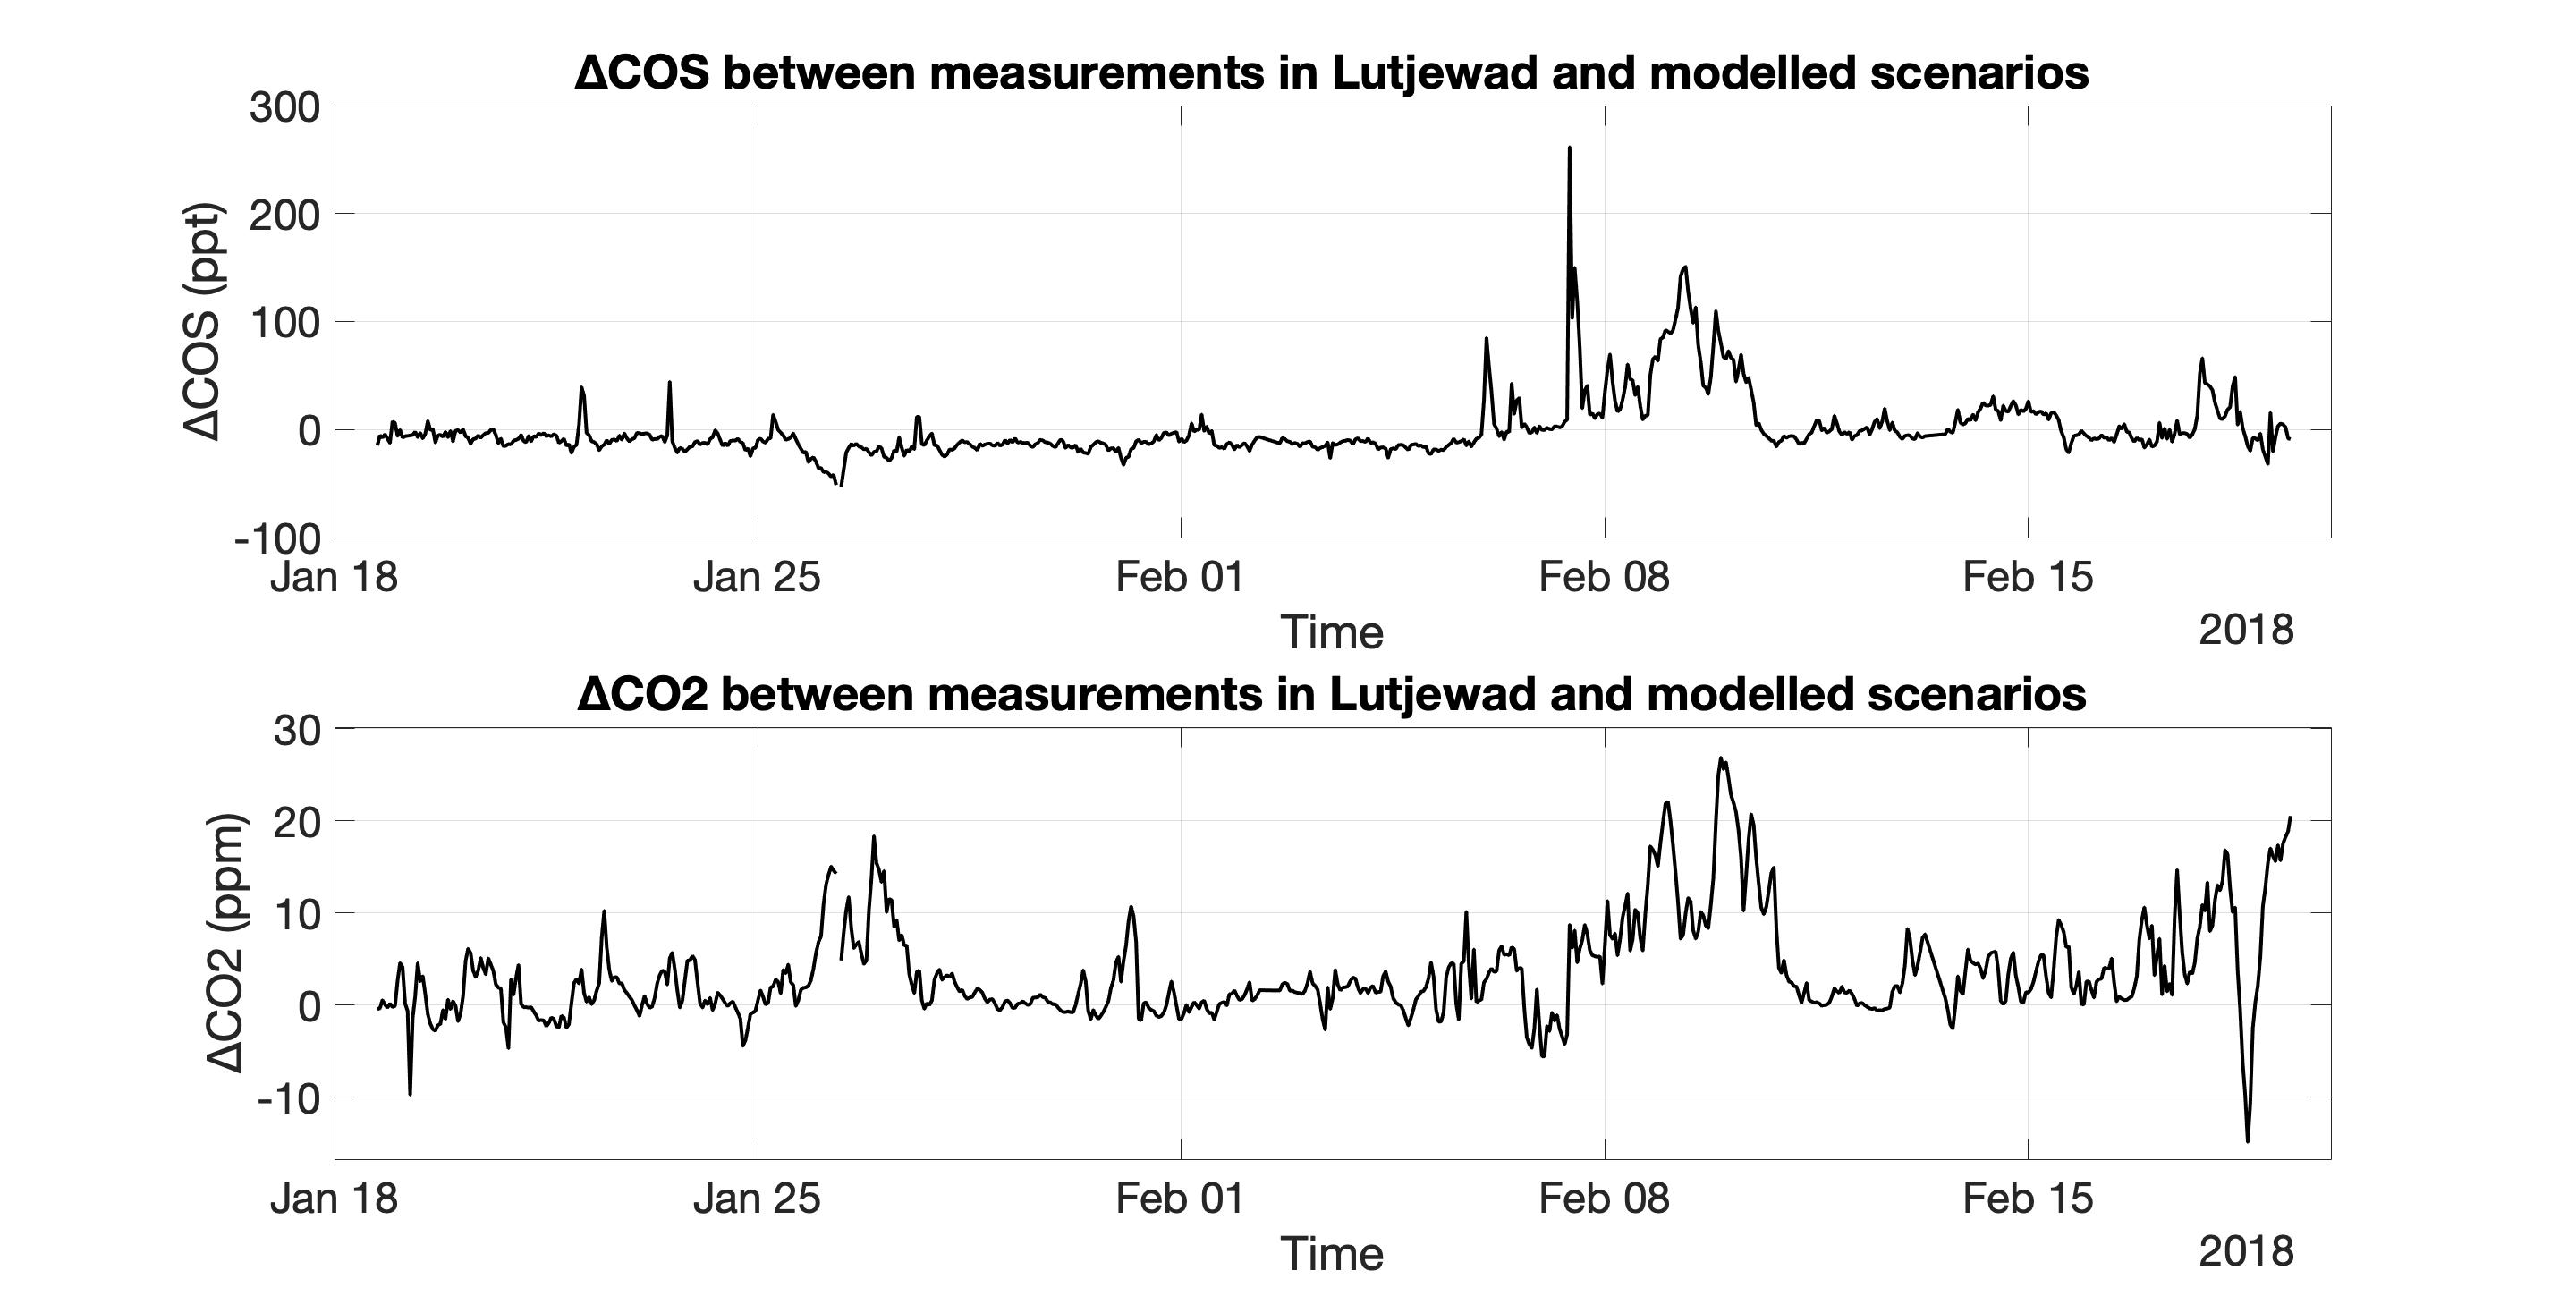 ΔCOS between measurements in Lutjewad and modelled scenarios
300
200
100
0
-100
ΔCOS (ppt)
Jan 18 Jan 25 Feb 01 Feb 08 Feb 15
Time
2018
ΔCO2 between measurements in Lutjewad and modelled scenarios
30
20
10
0
-10
ΔCO2 (ppm)
Jan 18 Jan 25 Feb 01 Feb 08 Feb 15
Time
2018